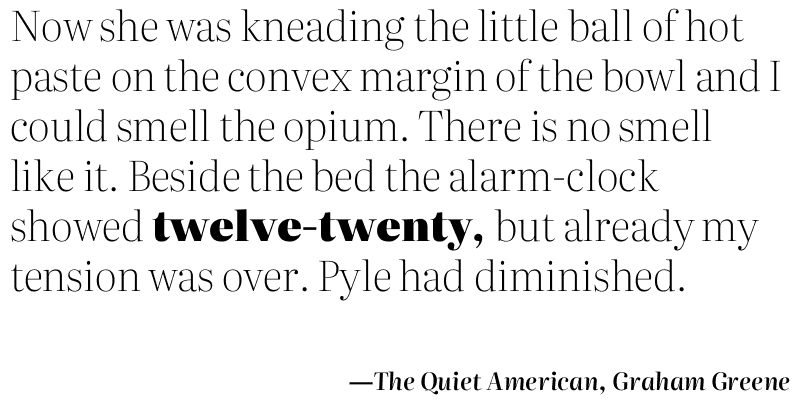 Now she was kneading the little ball of hot
paste on the convex margin of the bowl and I
could smell the opium. There is no smell
like it. Beside the bed the alarm-clock
showed twelve-twenty, but already my
tension was over. Pyle had diminished.
—The Quiet American, Graham Greene